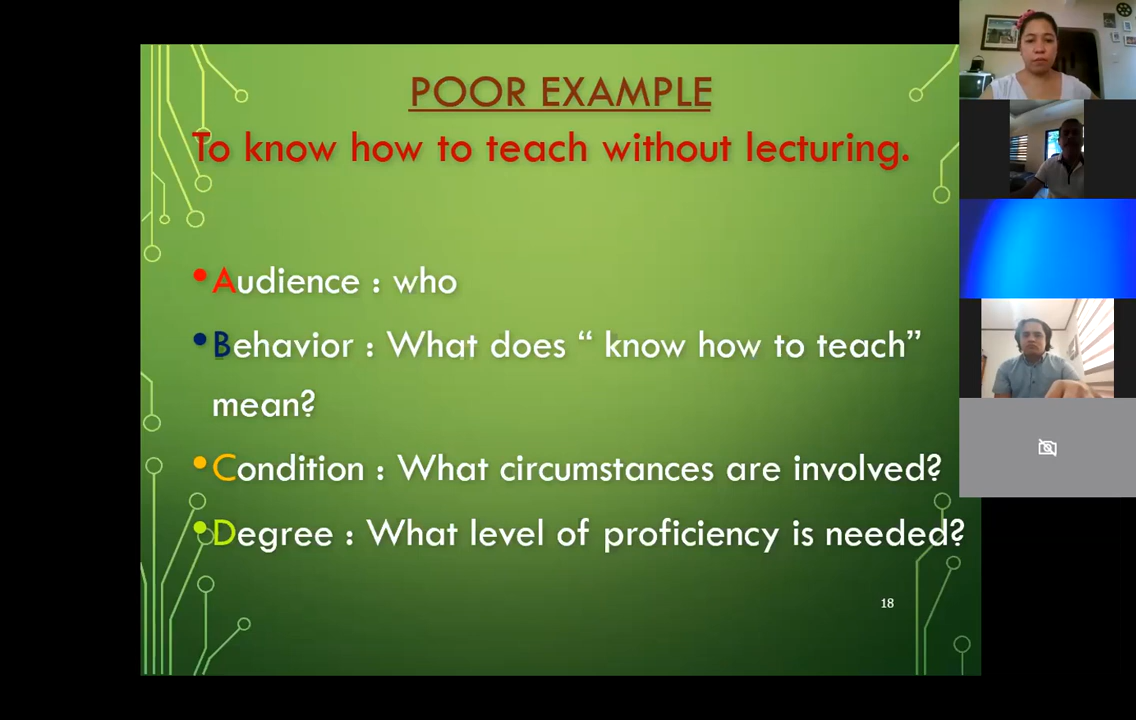 POOR EXAMPLE
To know how to teach without lecturing.
•Audience : who
•Behavior : What does “ know how to teach”
mean?
•Condition : What circumstances are involved?
•Degree : What level of proficiency is needed?
18